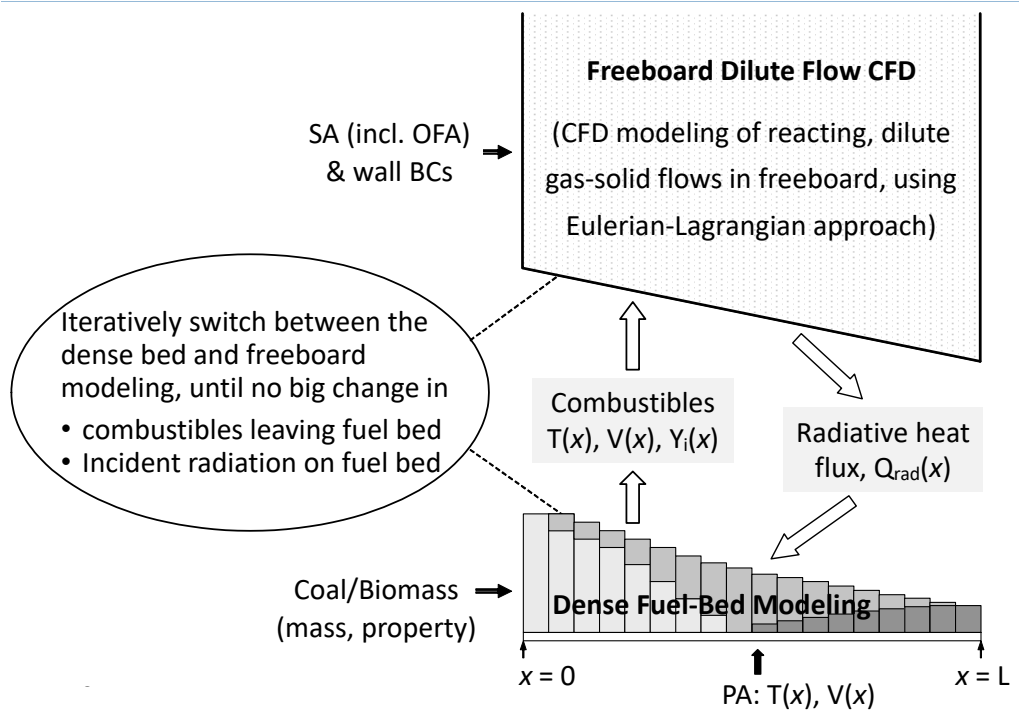 Freeboard Dilute Flow CFD
(CFD modeling of reacting, dilute
gas-solid flows in freeboard, using
Eulerian-Lagrangian approach)
SA (incl. OFA)
& wall BCs
Iteratively switch between the
dense bed and freeboard
modeling, until no big change in
• combustibles leaving fuel bed
• Incident radiation on fuel bed
Combustibles
T(x), V(x), Yi(x)
Radiative heat
flux, Qrad(x)
Coal/Biomass
(mass, property)
Dense Fuel-Bed Modeling
x = 0
x = L
PA: T(x), V(x)